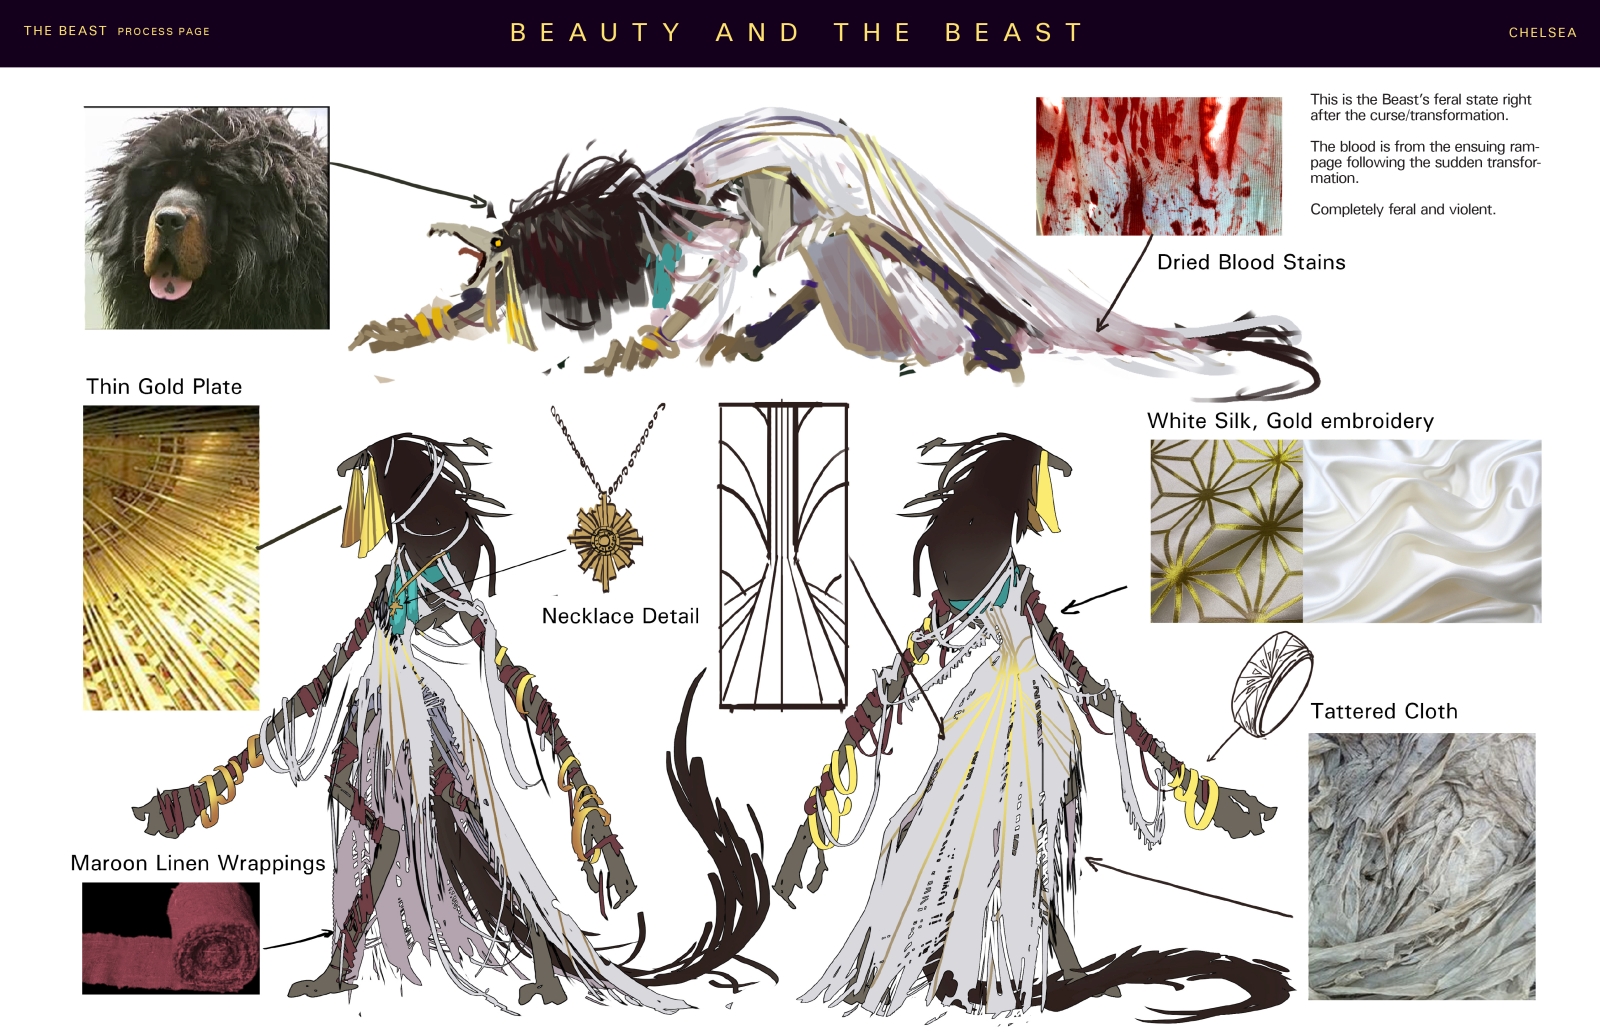 THE BEAST PROCESS PAGE
BEAUTY AND THE BEAST
CHELSEA
This is the Beast's feral state right
after the curse/transformation.
The blood is from the ensuing ram-
page following the sudden transfor-
mation.
Completely feral and violent.
Dried Blood Stains
Thin Gold Plate
White Silk, Gold embroidery
Necklace Detail
Tattered Cloth
Maroon Linen Wrappings